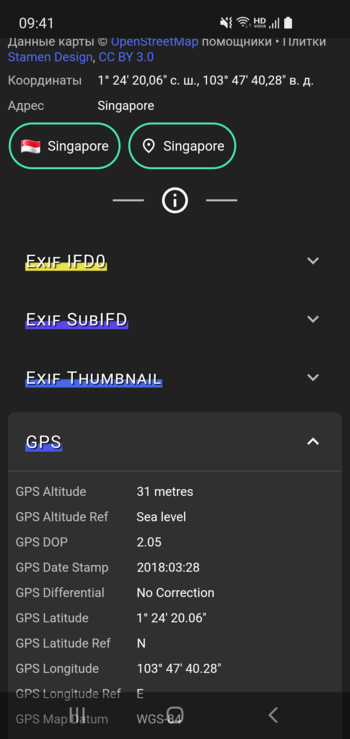 09:41
HD
VOICE
Данные карты © OpenStreetMap помощники • Плитки
Stamen Design, CC BY 3.0
Координаты 1° 24' 20,06" с. ш., 103° 47' 40,28" в. д.
Адрес Singapore
Singapore Singapore
Exif IFD0
Exif SubIFD
Exif Thumbnail
GPS
GPS Altitude 31 metres
GPS Altitude Ref Sea level
GPS DOP 2.05
GPS Date Stamp 2018:03:28
GPS Differential No Correction
GPS Latitude 1° 24' 20.06"
GPS Latitude Ref N
GPS Longitude 103° 47' 40.28"
GPS Longitude Ref E
GPS Map Datum WGS-84